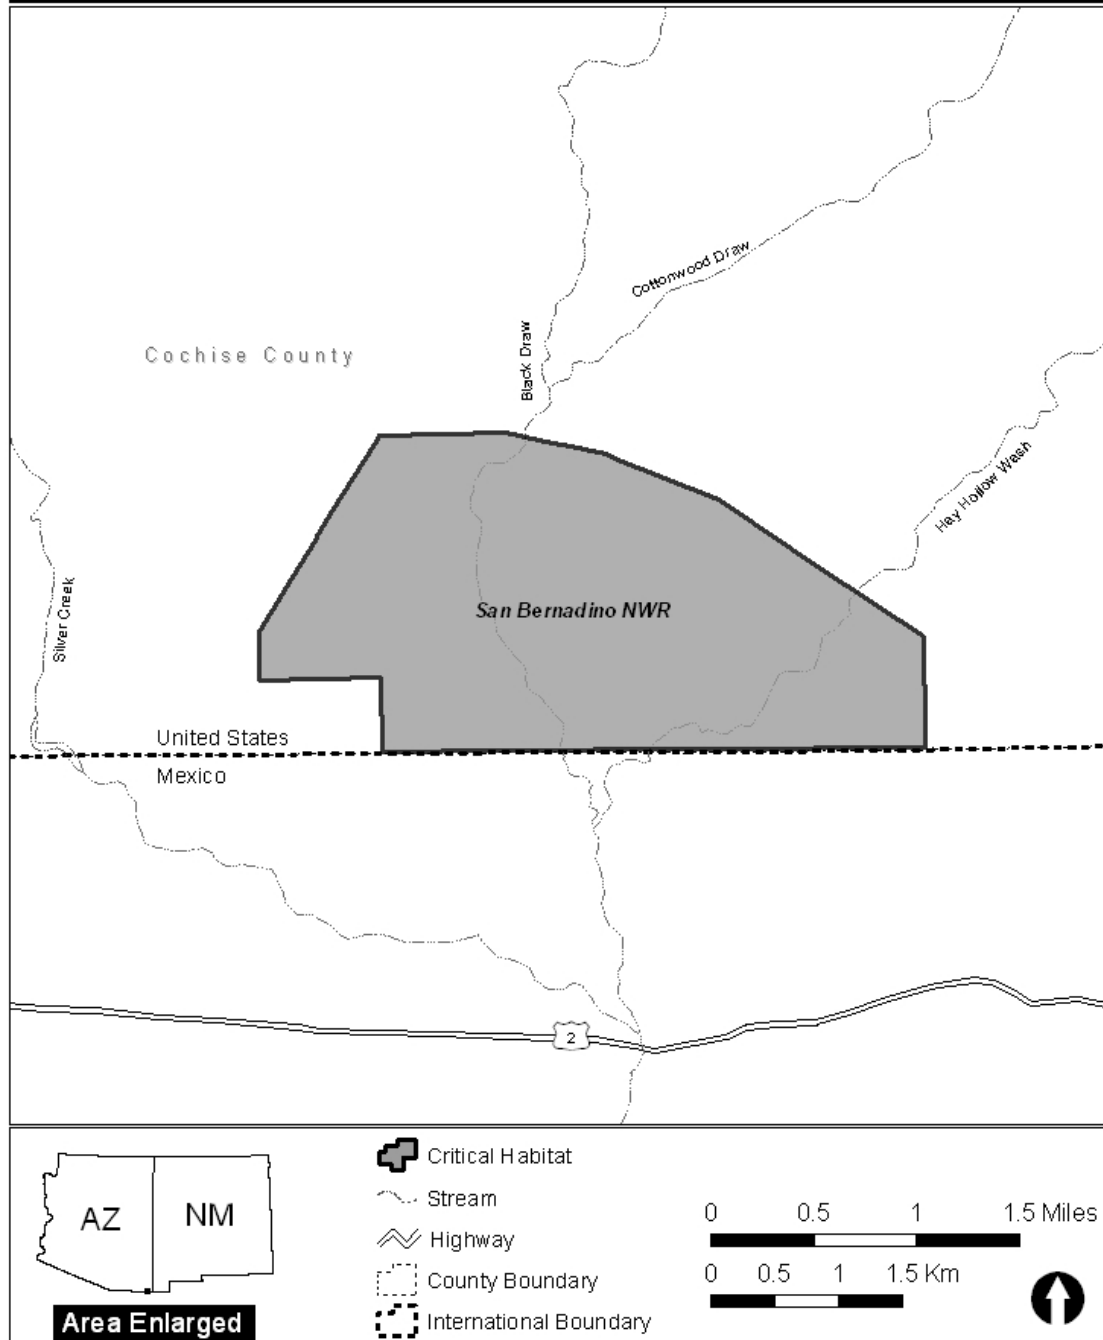 Cottonwood Draw
Black Draw
Cochise County
Hay Hollow Wash
San Bernadino NWR
Silver Creek
United States
Mexico
2
AZ
NM
Area Enlarged
Critical Habitat
Stream
Highway
County Boundary
International Boundary
0 0.5 1 1.5 Miles
0 0.5 1 1.5 Km